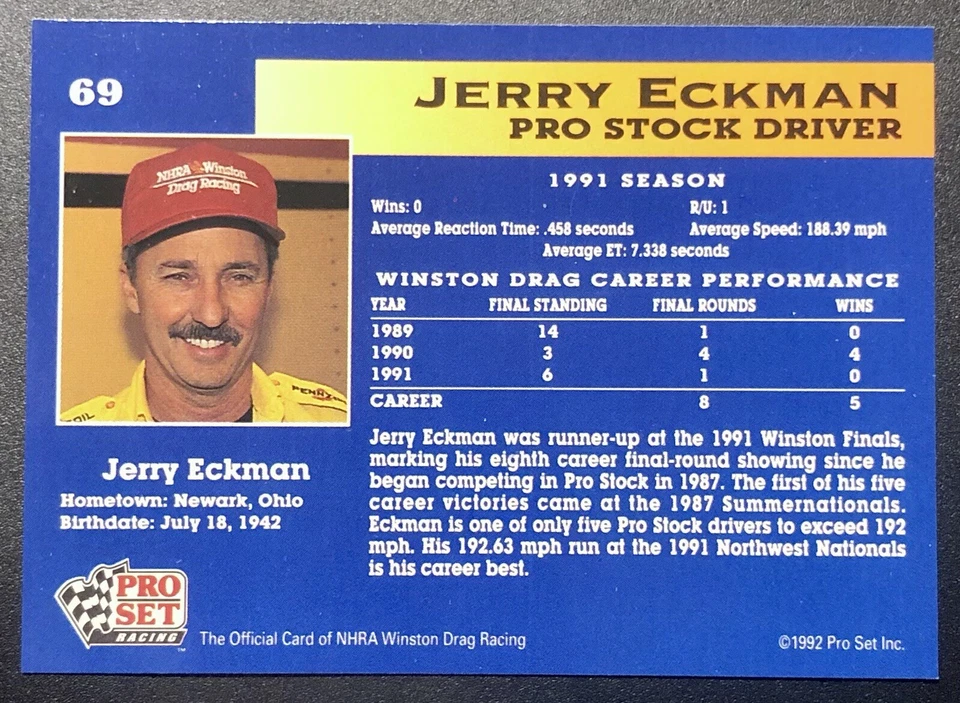 69
JERRY ECKMAN
PRO STOCK DRIVER
NHRA Winston
Drag Racing
1991 SEASON
Wins: 0 R/U: 1
Average Reaction Time: .458 seconds Average Speed: 188.39 mph
Average ET: 7.338 seconds
WINSTON DRAG CAREER PERFORMANCE
YEAR FINAL STANDING FINAL ROUNDS WINS
1989 14 1 0
1990 3 4 4
1991 6 1 0
CAREER 8 5
Jerry Eckman was runner-up at the 1991 Winston Finals,
marking his eighth career final-round showing since he
began competing in Pro Stock in 1987. The first of his five
career victories came at the 1987 Summernationals.
Eckman is one of only five Pro Stock drivers to exceed 192
mph. His 192.63 mph run at the 1991 Northwest Nationals
is his career best.
Jerry Eckman
Hometown: Newark, Ohio
Birthdate: July 18, 1942
PRO
SET
RACING
™
The Official Card of NHRA Winston Drag Racing
©1992 Pro Set Inc.